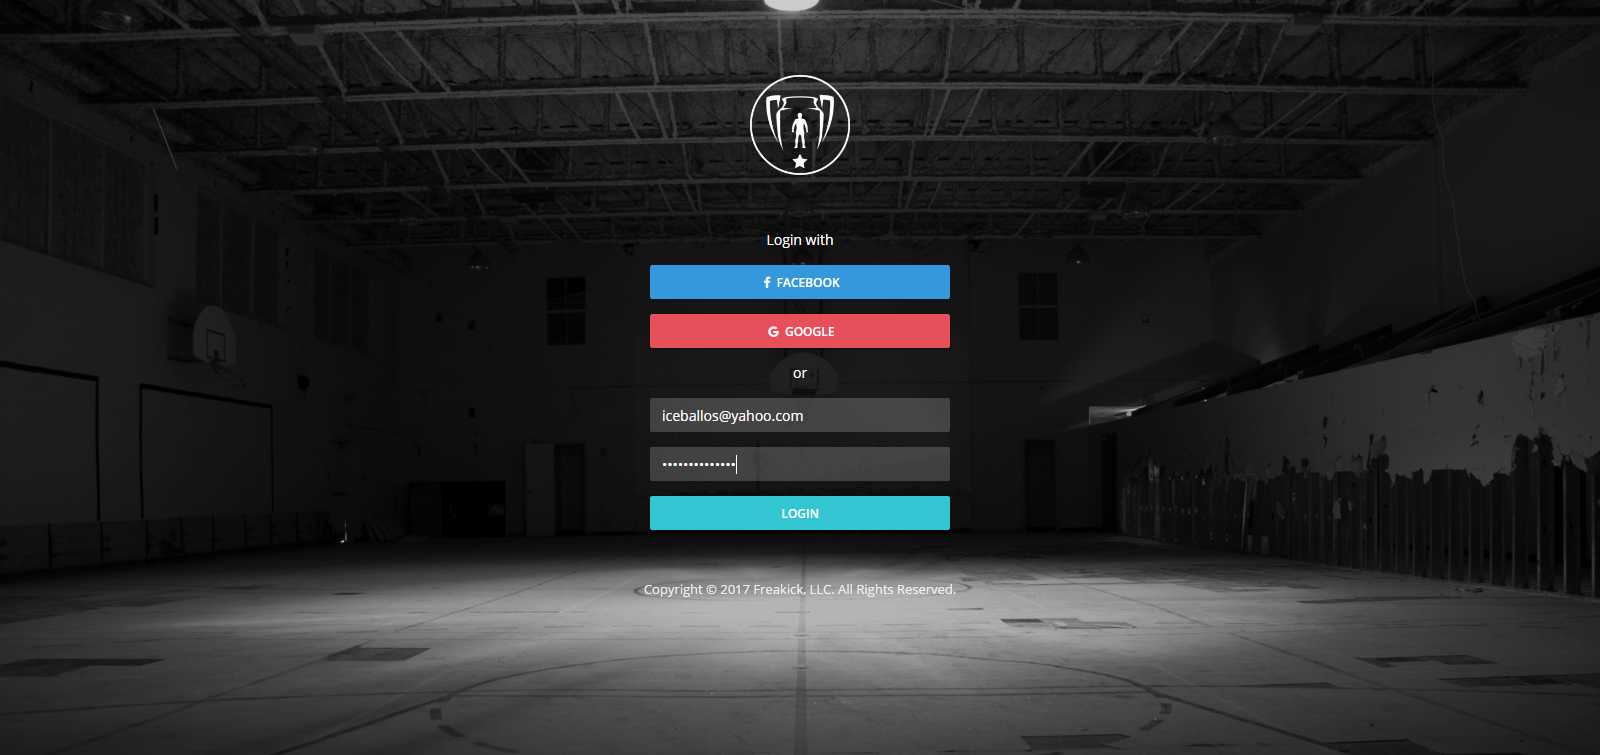 Login with
FACEBOOK
GOOGLE
or
iceballos@yahoo.com
••••••••••••••
LOGIN
Copyright © 2017 Freakick, LLC. All Rights Reserved.